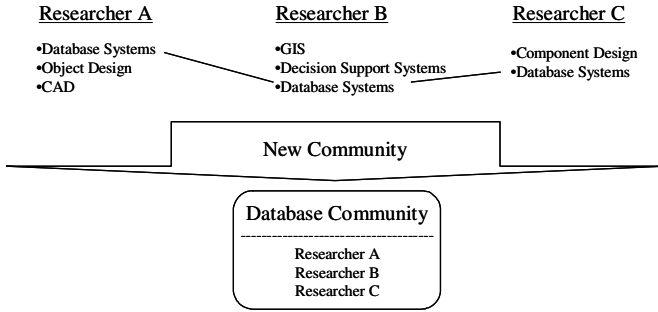 Researcher A
•Database Systems
•Object Design
•CAD
Researcher B
•GIS
•Decision Support Systems
•Database Systems
Researcher C
•Component Design
•Database Systems
New Community
Database Community
Researcher A
Researcher B
Researcher C